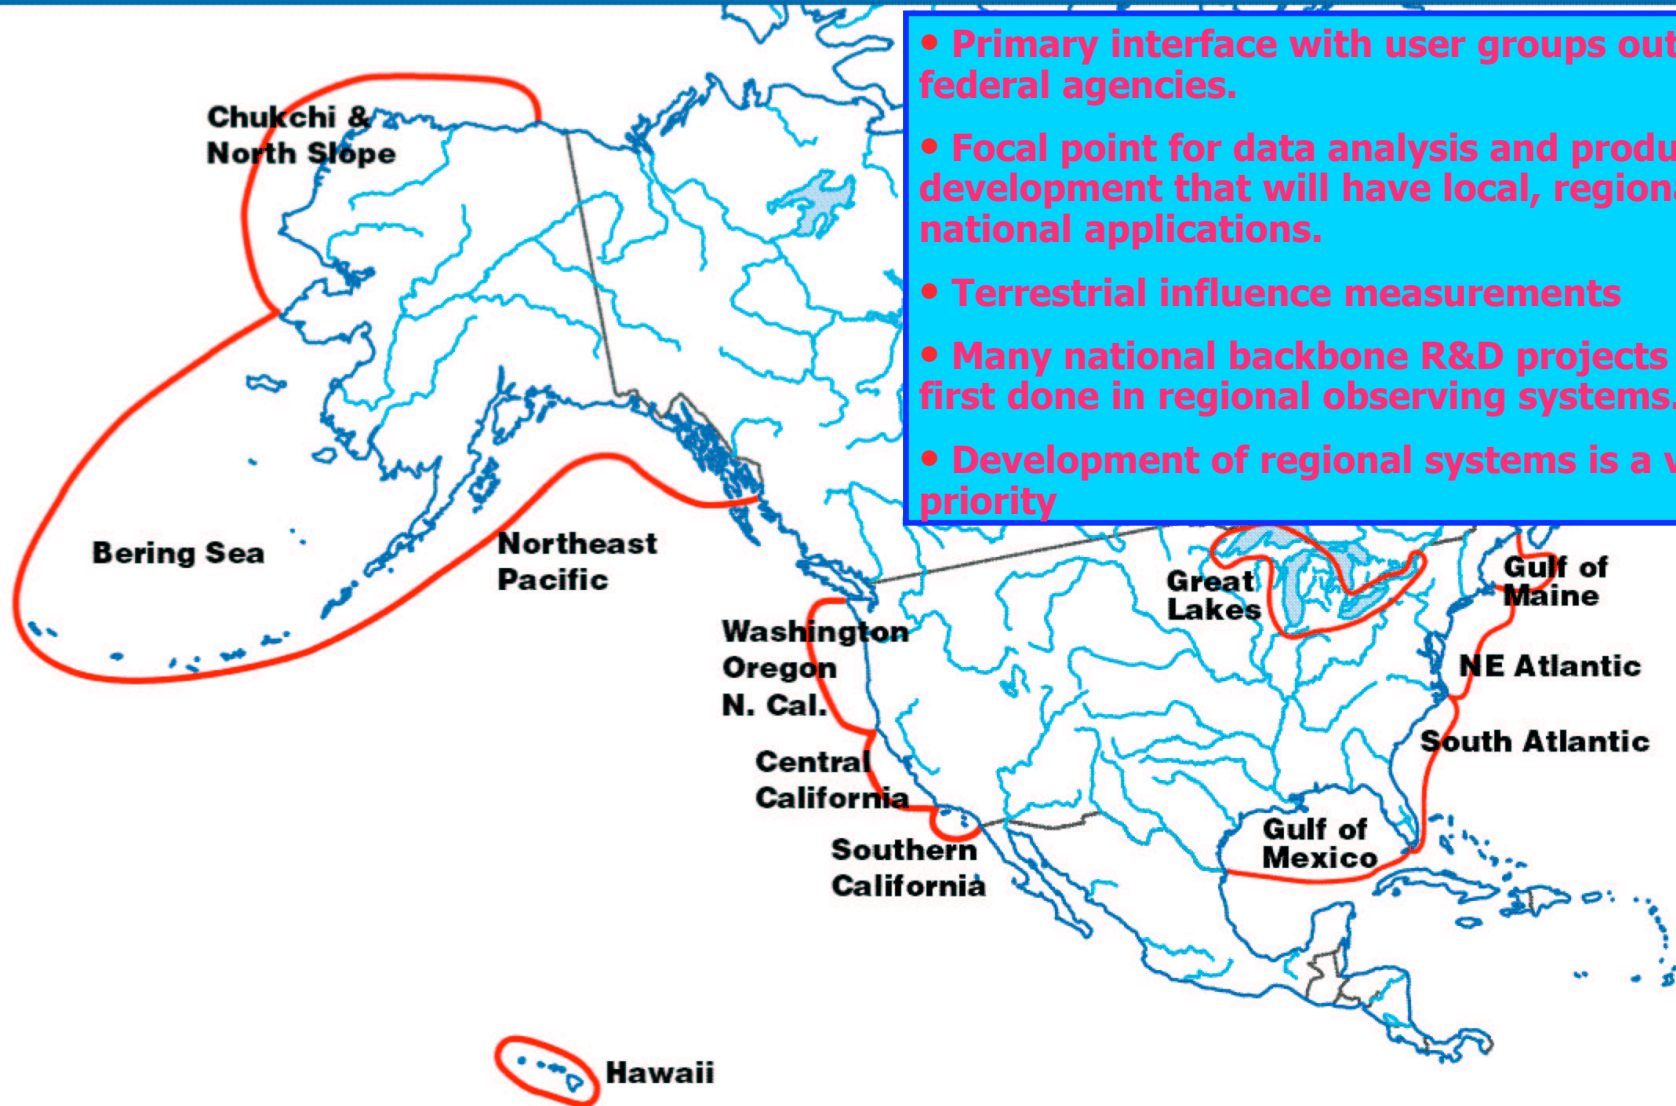 • Primary interface with user groups
federal agencies.
• Focal point for data analysis and
development that will have local,
national applications.
• Terrestrial influence measurements
• Many national backbone R&D projects
first done in regional observing systems.
• Development of regional systems is a
priority
Chukchi &
North Slope
Bering Sea
Northeast
Pacific
Washington
Oregon
N. Cal.
Central
California
Southern
California
Great
Lakes
Gulf of
Maine
NE Atlantic
South Atlantic
Gulf of
Mexico
Hawaii